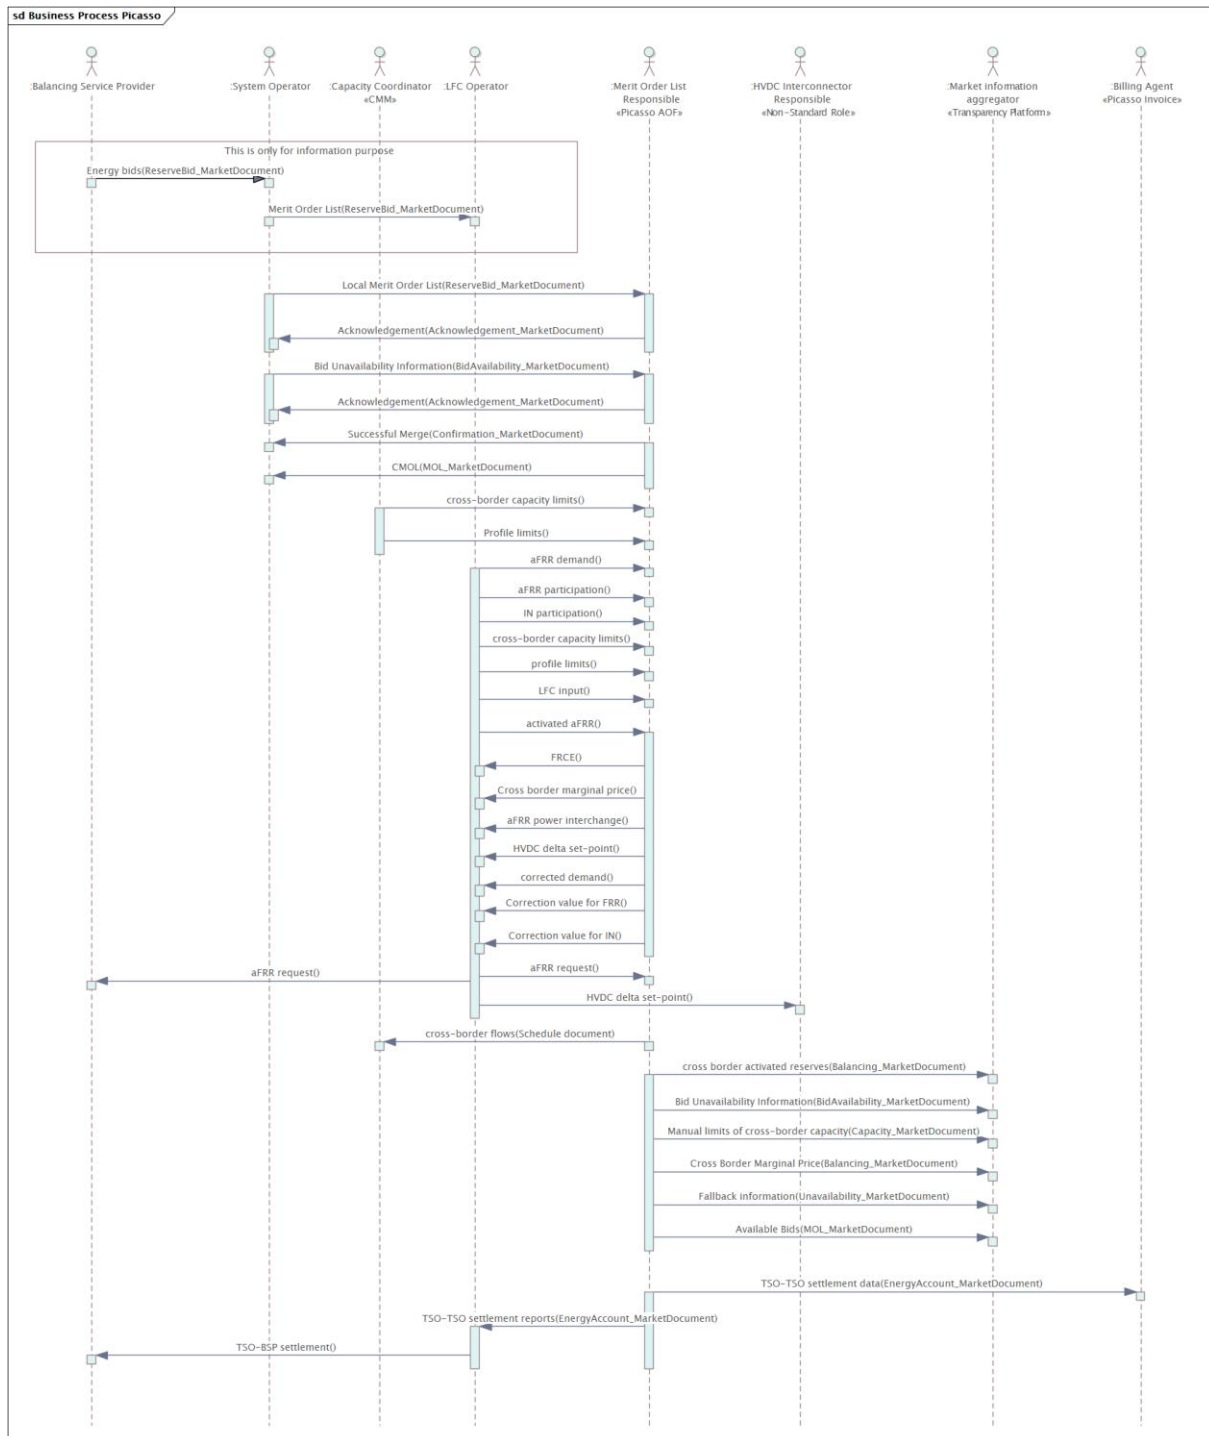 sd Business Process Picasso
:Balancing Service Provider
:System Operator
:Capacity Coordinator
«CMM»
:LFC Operator
:Merit Order List
Responsible
«Picasso AOF»
:HVDC Interconnector
Responsible
«Non-Standard Role»
:Market information
aggregator
«Transparency Platform»
:Billing Agent
«Picasso Invoice»
This is only for information purpose
Energy bids(ReserveBid_MarketDocument)
Merit Order List(ReserveBid_MarketDocument)
Local Merit Order List(ReserveBid_MarketDocument)
Acknowledgement(Acknowledgement_MarketDocument)
Bid Unavailability Information(BidAvailability_MarketDocument)
Acknowledgement(Acknowledgement_MarketDocument)
Successful Merge(Confirmation_MarketDocument)
CMOL(MOL_MarketDocument)
cross-border capacity limits()
Profile limits()
aFRR demand()
aFRR participation()
IN participation()
cross-border capacity limits()
profile limits()
LFC input()
activated aFRR()
FRCE()
Cross border marginal price()
aFRR power interchange()
HVDC delta set-point()
corrected demand()
Correction value for FRR()
Correction value for IN()
aFRR request()
aFRR request()
HVDC delta set-point()
cross-border flows(Schedule document)
cross border activated reserves(Balancing_MarketDocument)
Bid Unavailability Information(BidAvailability_MarketDocument)
Manual limits of cross-border capacity(Capacity_MarketDocument)
Cross Border Marginal Price(Balancing_MarketDocument)
Fallback information(Unavailability_MarketDocument)
Available Bids(MOL_MarketDocument)
TSO-TSO settlement data(EnergyAccount_MarketDocument)
TSO-TSO settlement reports(EnergyAccount_MarketDocument)
TSO-BSP settlement()